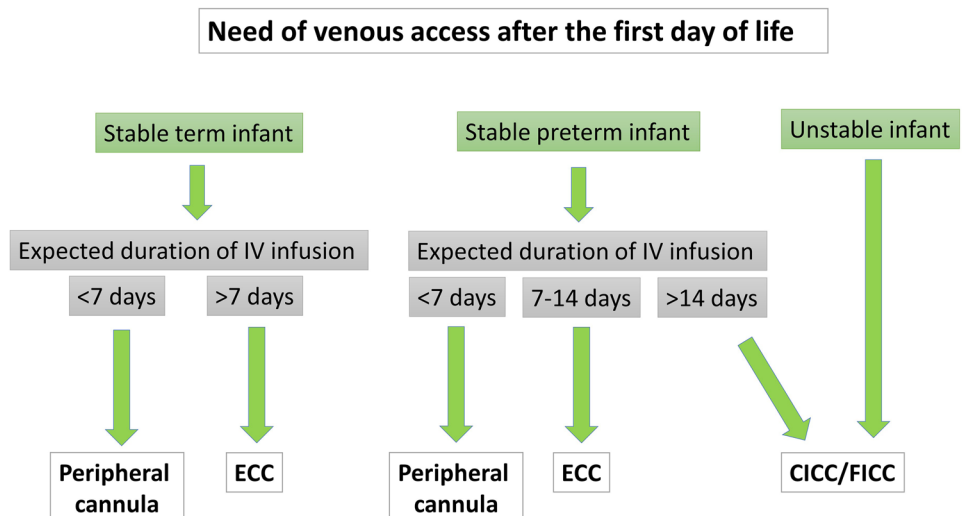 Need of venous access after the first day of life
Stable term infant
Stable preterm infant
Unstable infant
Expected duration of IV infusion
Expected duration of IV infusion
<7 days
>7 days
<7 days
7-14 days
>14 days
Peripheral
cannula
ECC
Peripheral
cannula
ECC
CICC/FICC